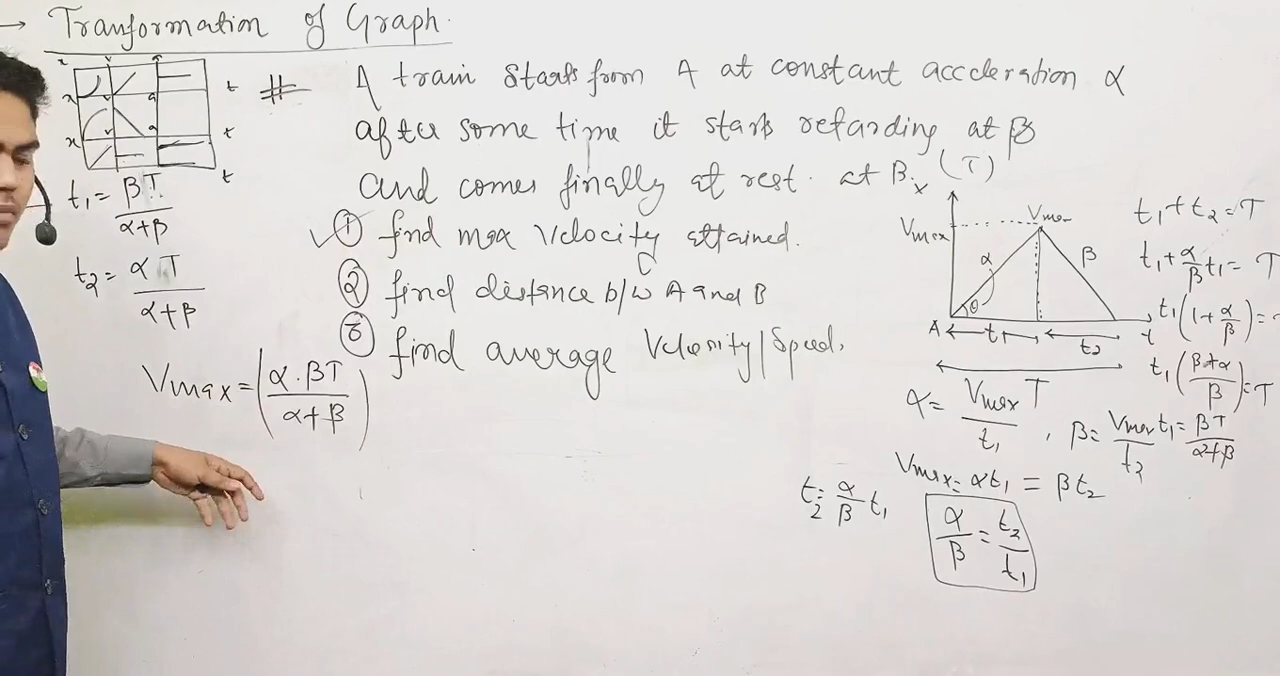 → Tranformation of Graph.
# A train starts from A at constant acceleration α
after some time it starts retarding at β
and comes finally at rest. at B. (T)
① find max velocity attained.
② find distance b/w A and B
③ find average velocity/speed.
t₁ = βT/α+β
t₂ = αT/α+β
Vmax = (α.βT/α+β)
Vmax
Vmax
α
β
θ
A
t₁
t₂
t
t₁+t₂=T
t₁+α/β t₁ = T
t₁(1+α/β)=
t₁(β+α/β)=T
α = Vmax/t₁ T, β = Vmax/t₂
t₁ = βT/α+β
Vmax = αt₁ = βt₂
t₂ = α/β t₁
α/β = t₂/t₁